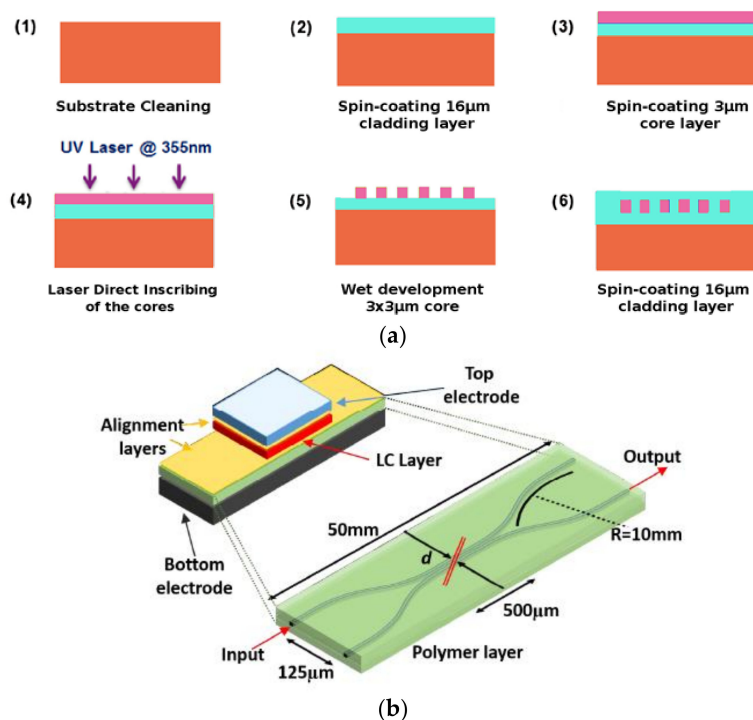 (1)
(2)
(3)
Substrate Cleaning
Spin-coating 16μm
cladding layer
Spin-coating 3μm
core layer
UV Laser @ 355nm
(4)
(5)
(6)
Laser Direct Inscribing
of the cores
Wet development
3x3μm core
Spin-coating 16μm
cladding layer
(a)
Top
electrode
Alignment
layers
LC Layer
Bottom
electrode
50mm
d
Output
R=10mm
500μm
Input
125μm
Polymer layer
(b)